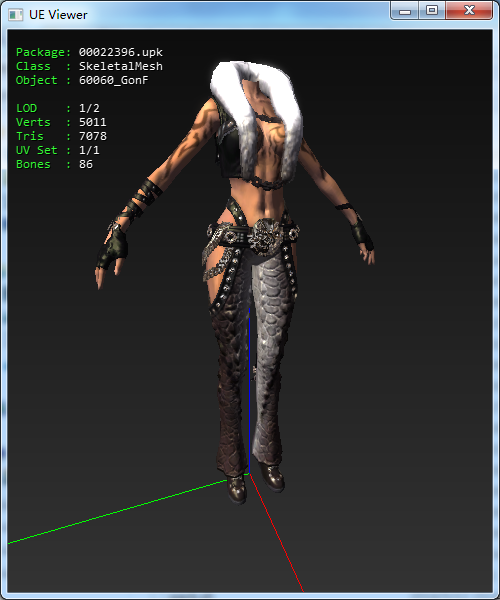 UE Viewer
Package: 00022396.upk
Class  : SkeletalMesh
Object : 60060_GonF
LOD    : 1/2
Verts  : 5011
Tris   : 7078
UV Set : 1/1
Bones  : 86